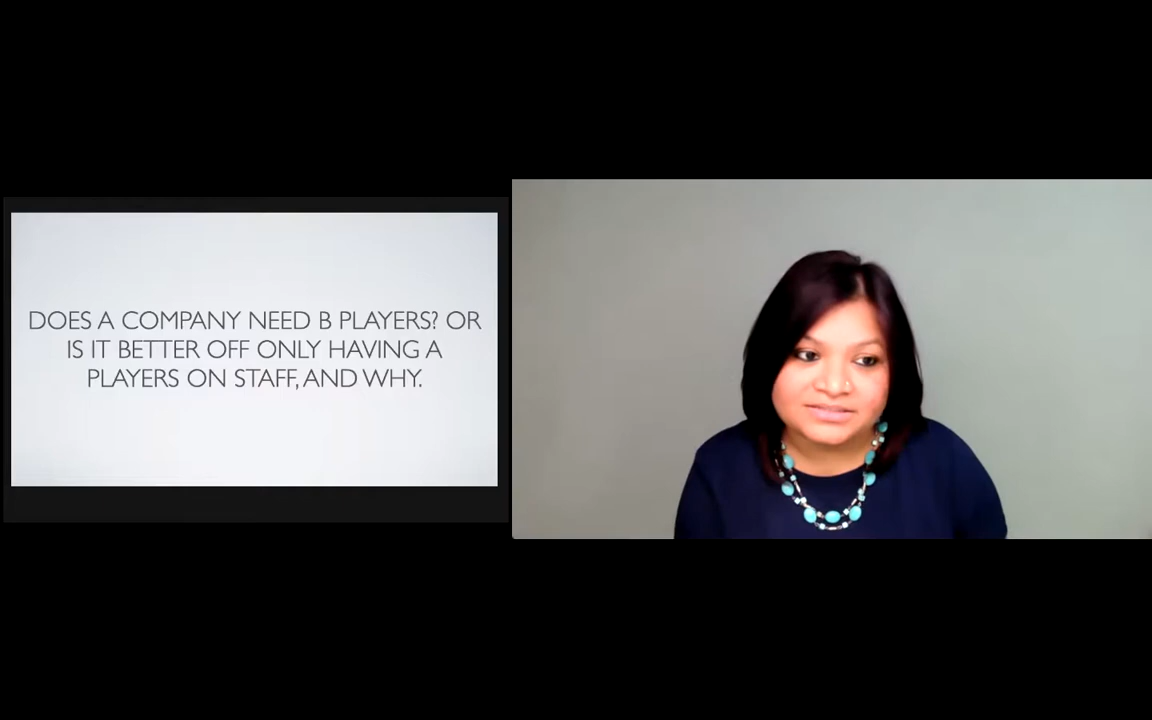 DOES A COMPANY NEED B PLAYERS? OR
IS IT BETTER OFF ONLY HAVING A
PLAYERS ON STAFF, AND WHY.